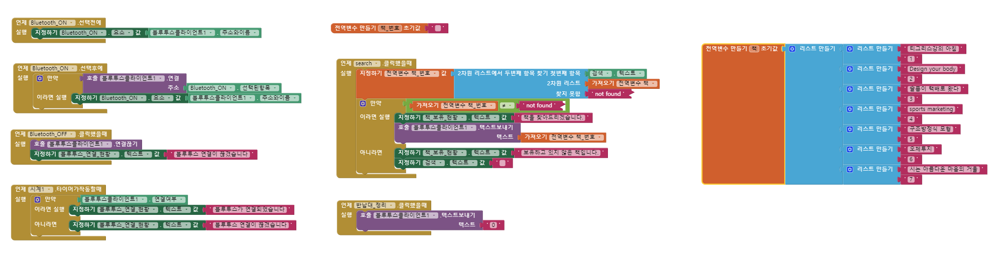 언제 Bluetooth_ON .선택전에
실행 지정하기 Bluetooth_ON . 요소 값 블루투스클라이언트1 . 주소와이름
언제 Bluetooth_ON .선택후에
실행 만약 호출 블루투스클라이언트1 .연결
주소 Bluetooth_ON . 선택된항목
이라면 실행 지정하기 Bluetooth_ON . 요소 값 블루투스클라이언트1 . 주소와이름
언제 Bluetooth_OFF .클릭했을때
실행 호출 블루투스클라이언트1 .연결끊기
지정하기 블루투스_연결_현황 . 텍스트 값 " 블루투스 연결이 끊겼습니다 "
언제 시계1 .타이머가작동할때
실행 만약 블루투스클라이언트1 . 연결여부
이라면 실행 지정하기 블루투스_연결_현황 . 텍스트 값 " 블루투스가 연결되었습니다 "
아니라면 지정하기 블루투스_연결_현황 . 텍스트 값 " 블루투스 연결이 끊겼습니다 "
전역변수 만들기 책_번호 초기값 " "
언제 search .클릭했을때
실행 지정하기 전역변수 책_번호 값 2차원 리스트에서 두번째 항목 찾기 첫번째 항목 검색 . 텍스트
2차원 리스트 가져오기 전역변수 책
찾지 못함 " not found "
만약 가져오기 전역변수 책_번호 ≠ " not found "
이라면 실행 지정하기 책_보유_현황 . 텍스트 값 " 책을 찾아드리겠습니다. "
호출 블루투스클라이언트1 .텍스트보내기
텍스트 가져오기 전역변수 책_번호
아니라면 지정하기 책_보유_현황 . 텍스트 값 " 보유하고 있지 않은 책입니다. "
지정하기 검색 . 텍스트 값 " "
언제 반납대_정리 .클릭했을때
실행 호출 블루투스클라이언트1 .텍스트보내기
텍스트 " 0 "
전역변수 만들기 책 초기값 리스트 만들기 리스트 만들기 " 티그리스강의 아침 "
" 1 "
리스트 만들기 " Design your body "
" 2 "
리스트 만들기 " 슬픔이 택배로 왔다 "
" 3 "
리스트 만들기 " sports marketing "
" 4 "
리스트 만들기 " 구조방정식 모형 "
" 5 "
리스트 만들기 " 오체투지 "
" 6 "
리스트 만들기 " 시는 아름다운 마음의 거울 "
" 7 "